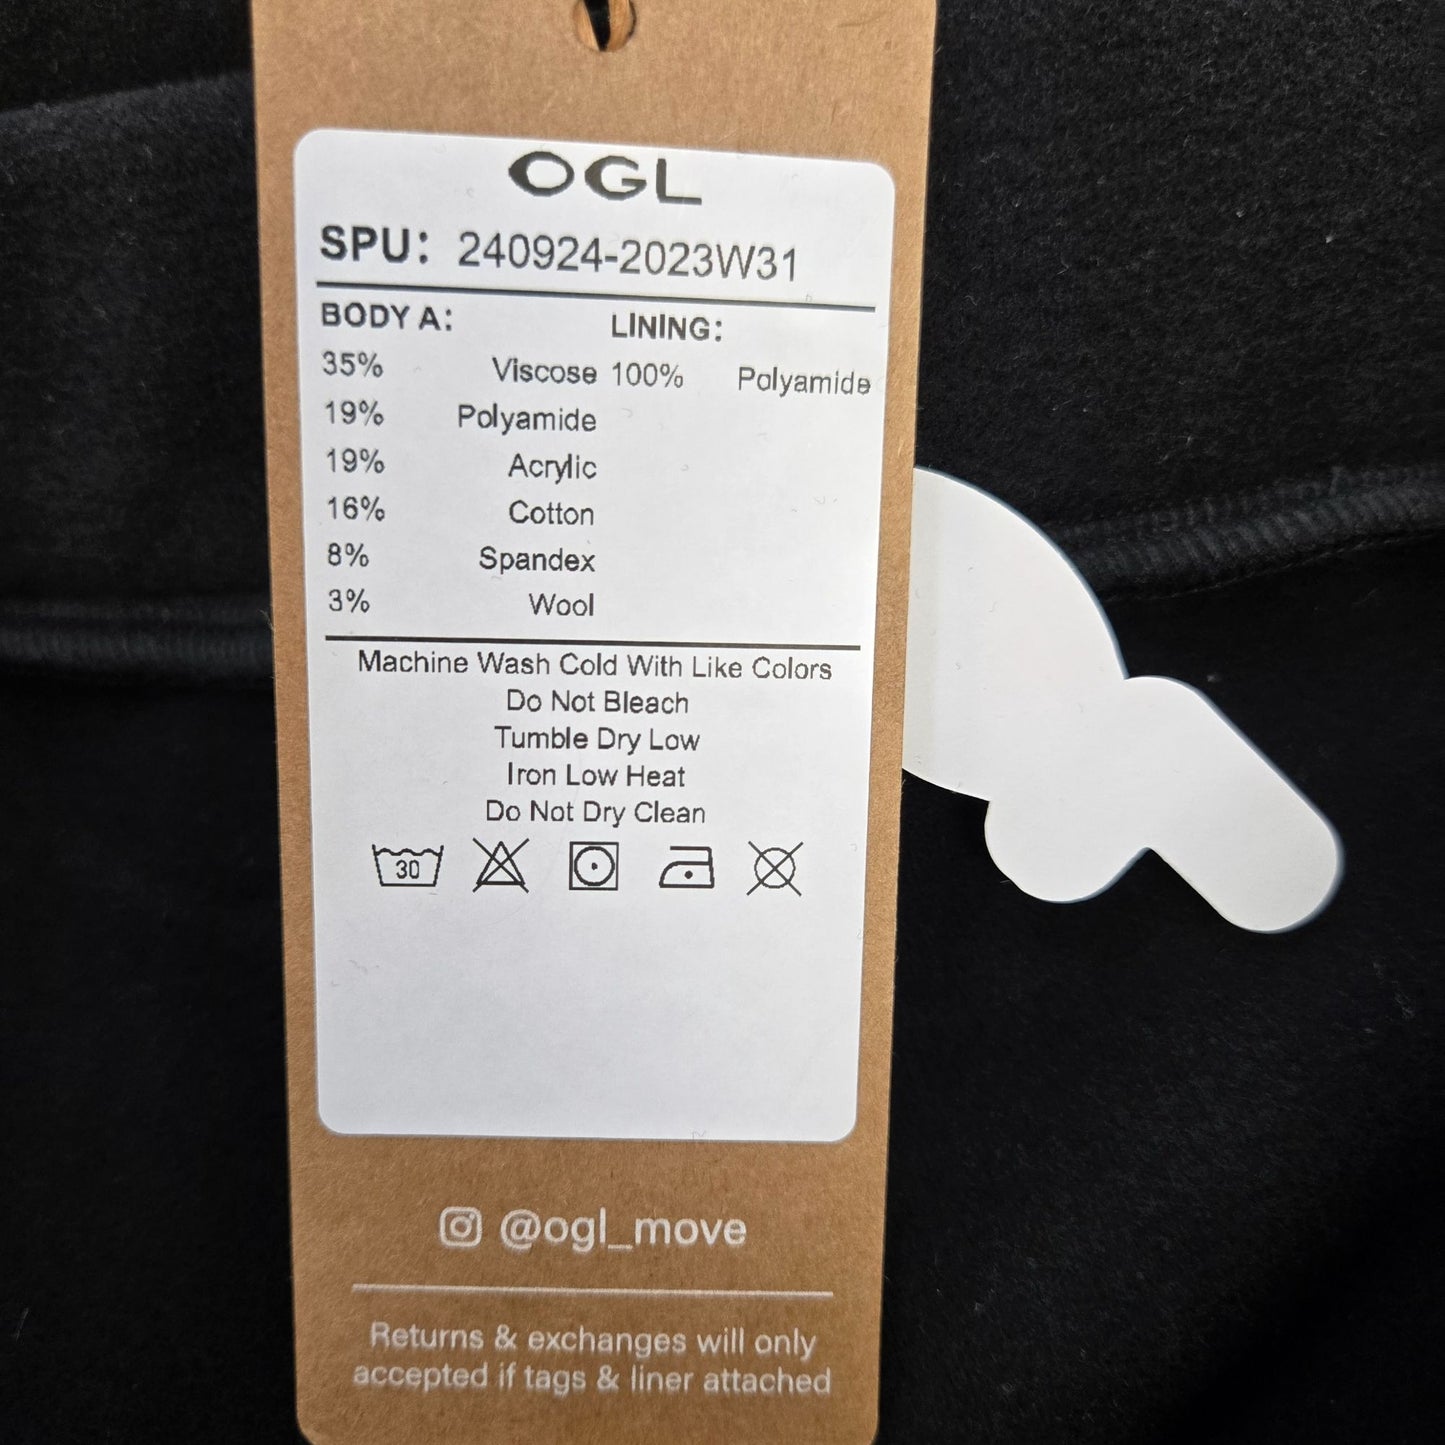 OGL
SPU: 240924-2023W31
BODY A: LINING:
35% Viscose 100% Polyamide
19% Polyamide
19% Acrylic
16% Cotton
8% Spandex
3% Wool
Machine Wash Cold With Like Colors
Do Not Bleach
Tumble Dry Low
Iron Low Heat
Do Not Dry Clean
30
@ogl_move
Returns & exchanges will only
accepted if tags & liner attached